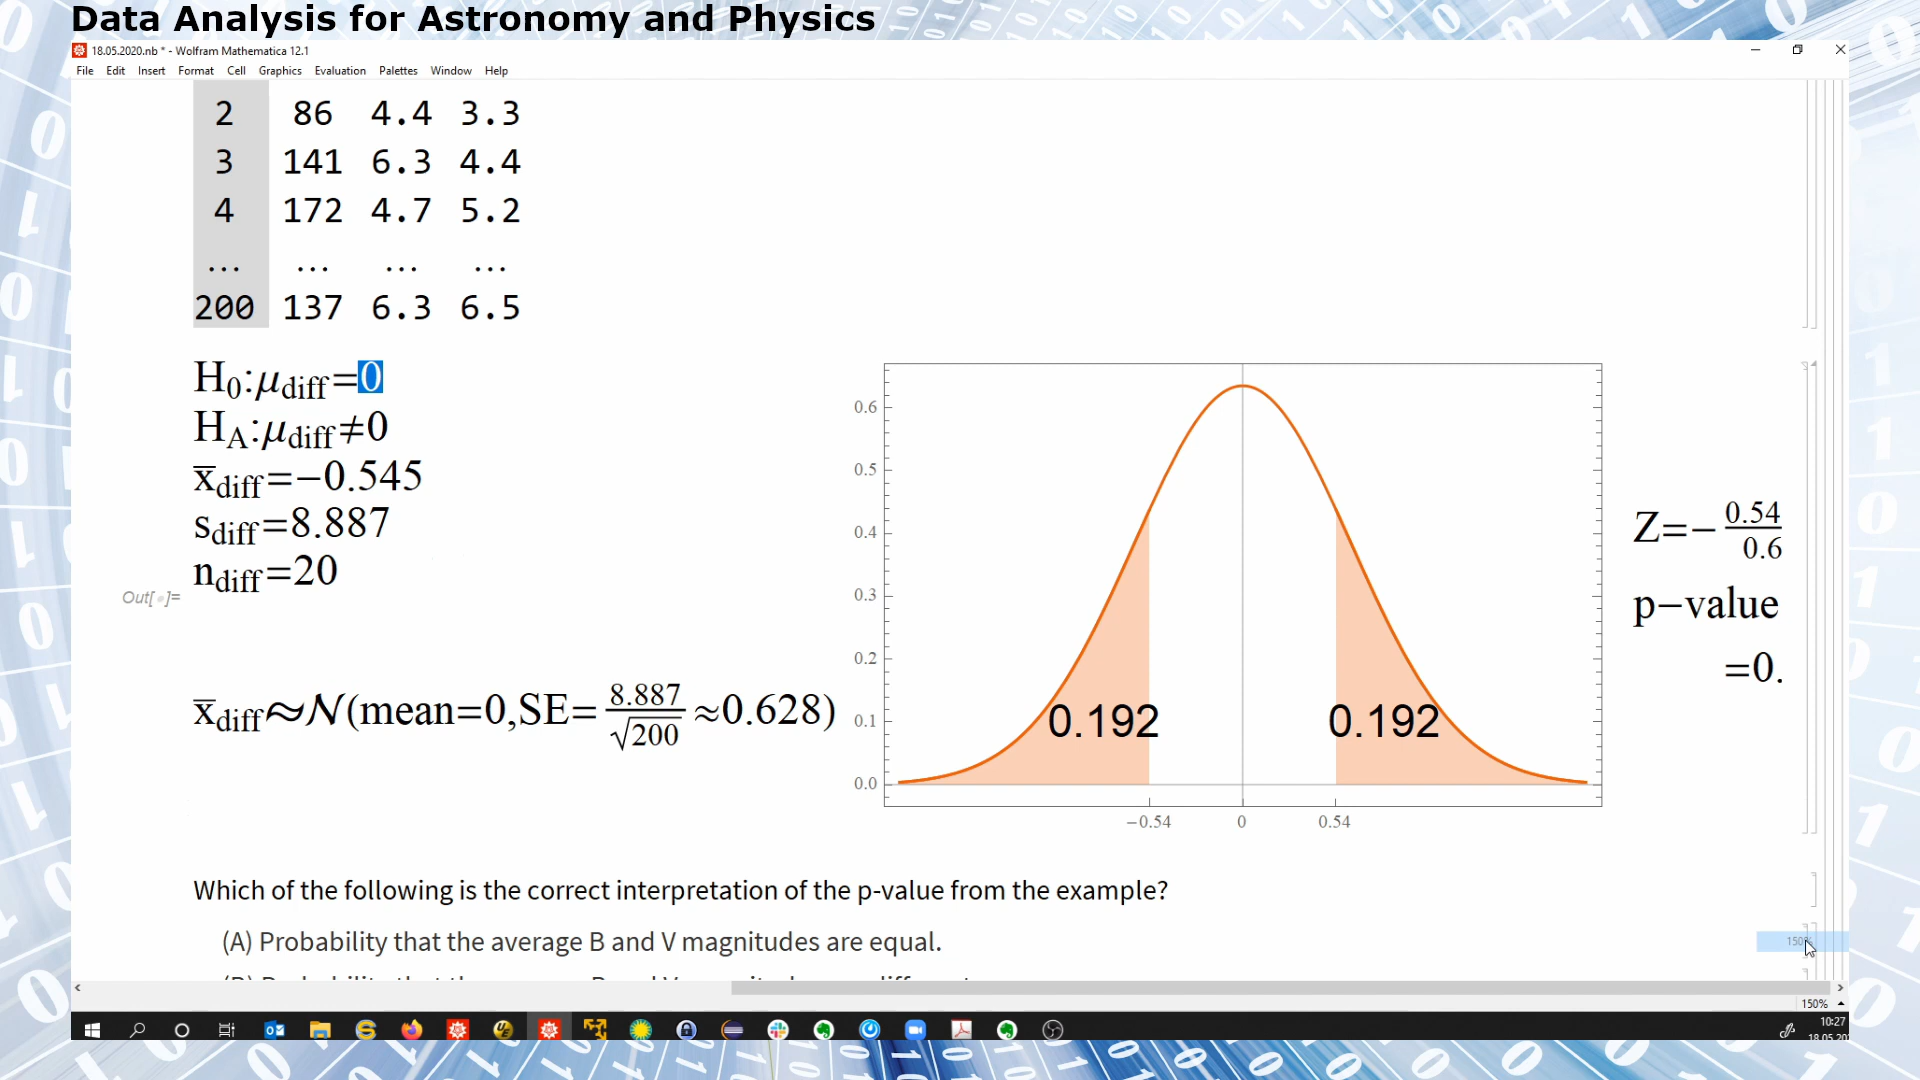 Data Analysis for Astronomy and Physics
18.05.2020.nb * - Wolfram Mathematica 12.1
File Edit Insert Format Cell Graphics Evaluation Palettes Window Help
2 86 4.4 3.3
3 141 6.3 4.4
4 172 4.7 5.2
... ... ... ...
200 137 6.3 6.5
H₀:μdiff=0
H_A:μdiff≠0
x̅diff=−0.545
sdiff=8.887
ndiff=20
Out[ ]=
x̅diff≈N(mean=0,SE=8.887/√200≈0.628)
0.6
0.5
0.4
0.3
0.2
0.1
0.0
0.192 0.192
−0.54 0 0.54
Z=−0.54/0.6
p−value
=0.
Which of the following is the correct interpretation of the p-value from the example?
(A) Probability that the average B and V magnitudes are equal.
150%
150%
10:27